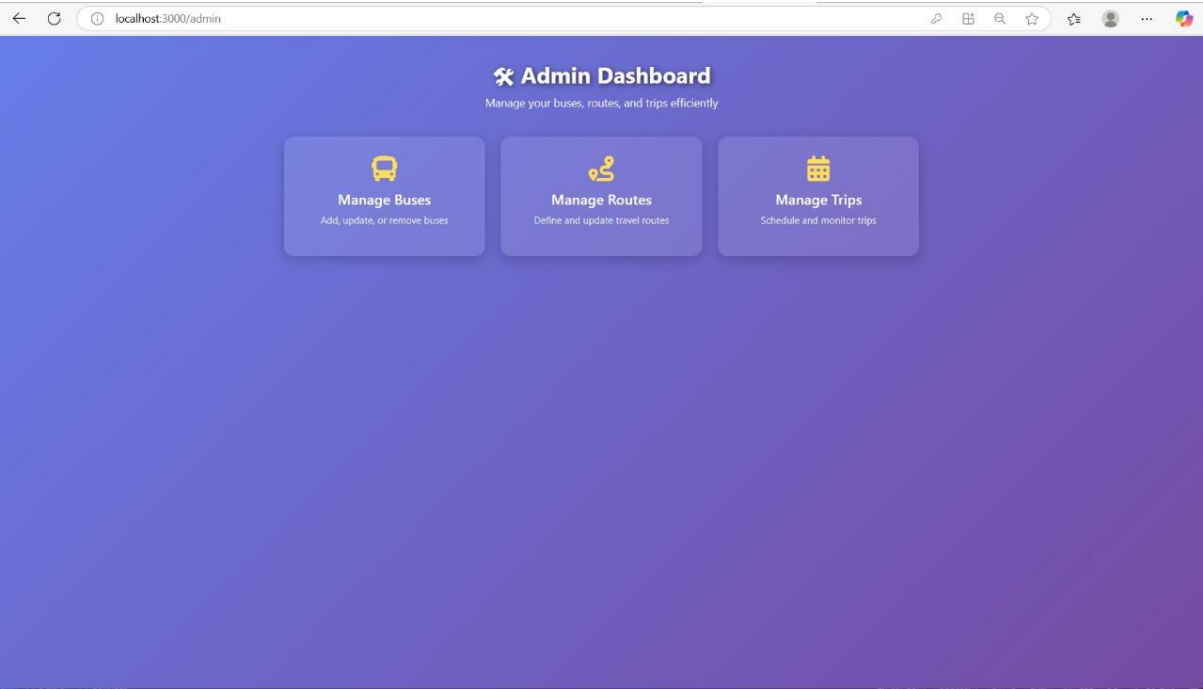 localhost:3000/admin
🛠 Admin Dashboard
Manage your buses, routes, and trips efficiently
Manage Buses
Add, update, or remove buses
Manage Routes
Define and update travel routes
Manage Trips
Schedule and monitor trips